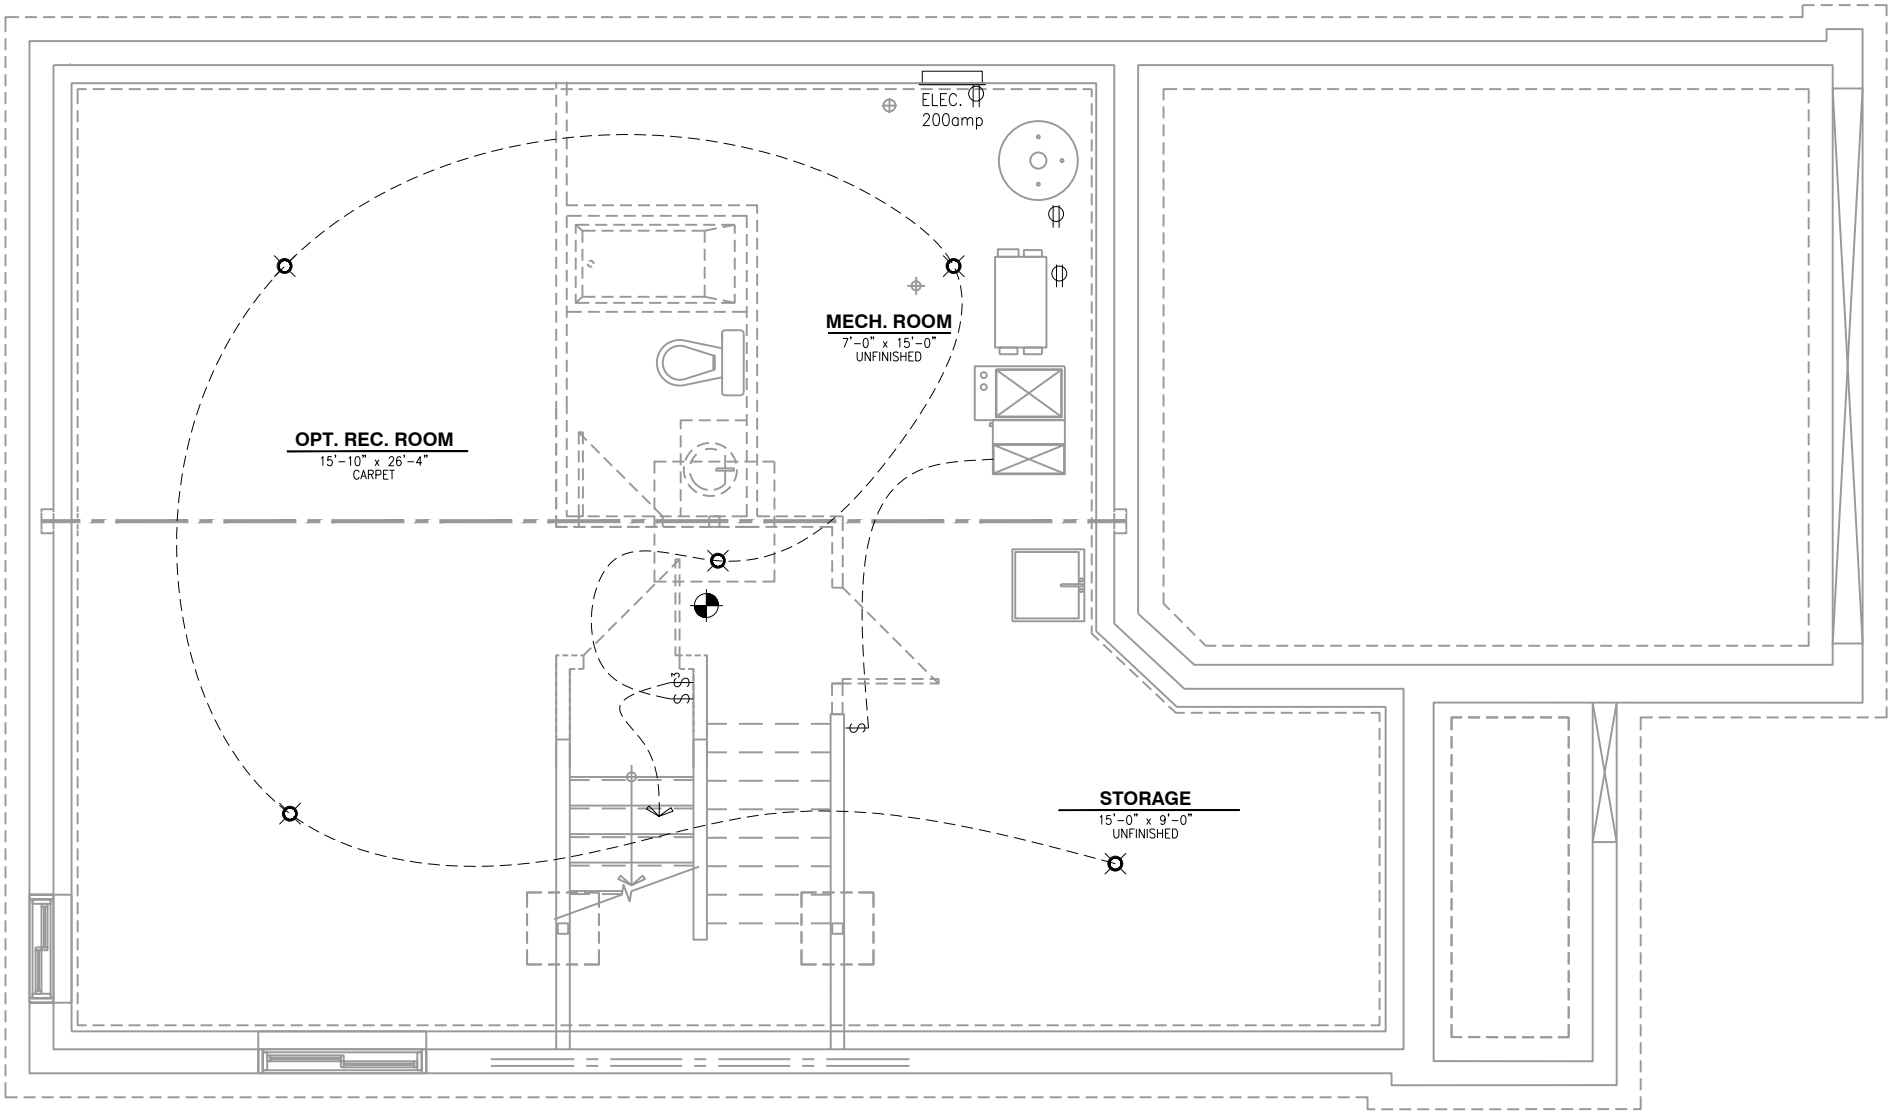 ELEC.
200amp
MECH. ROOM
7'-0" x 15'-0"
UNFINISHED
OPT. REC. ROOM
15'-10" x 26'-4"
CARPET
S3
S
S
STORAGE
15'-0" x 9'-0"
UNFINISHED